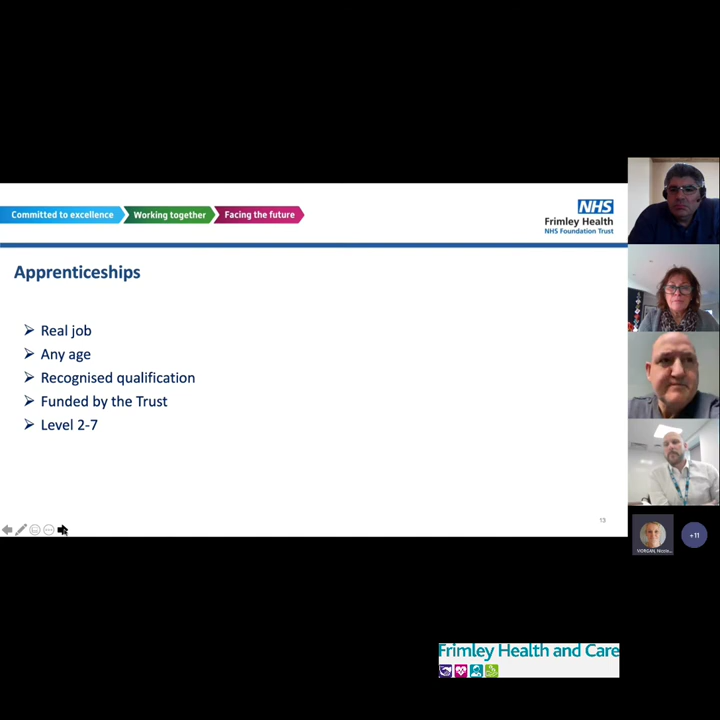 Committed to excellence
Working together
Facing the future
NHS
Frimley Health
NHS Foundation Trust
Apprenticeships
➢ Real job
➢ Any age
➢ Recognised qualification
➢ Funded by the Trust
➢ Level 2-7
13
+11
Frimley Health and Care